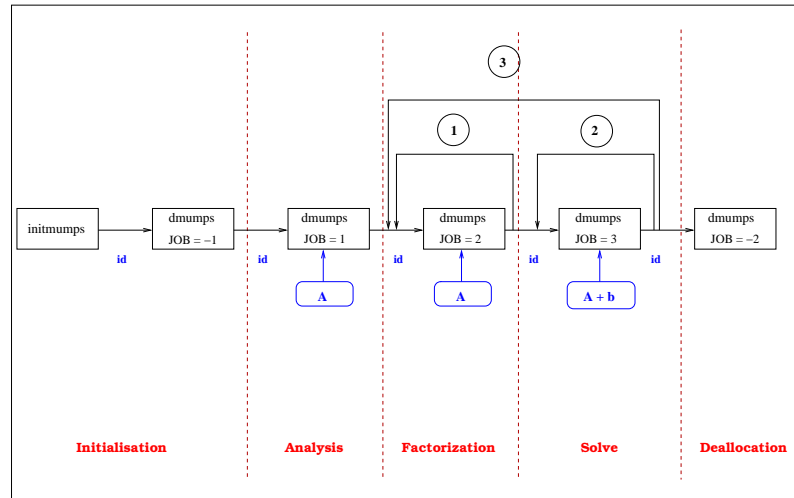 3
1
2
initmumps
dmumps
JOB = −1
dmumps
JOB = 1
dmumps
JOB = 2
dmumps
JOB = 3
dmumps
JOB = −2
id
id
id
id
id
A
A
A + b
Initialisation
Analysis
Factorization
Solve
Deallocation